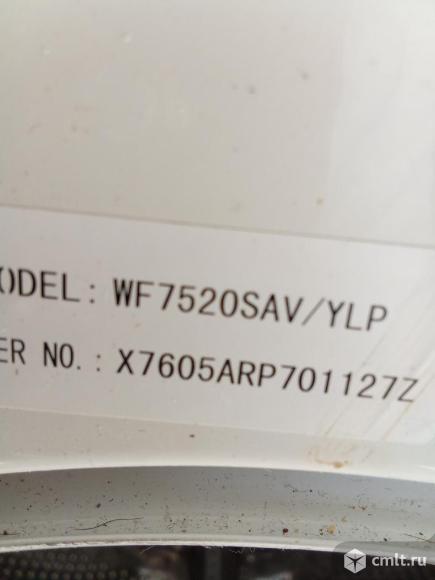 ODEL: WF7520SAV/YLP
ER NO.: X7605ARP701127Z
cmlt.ru